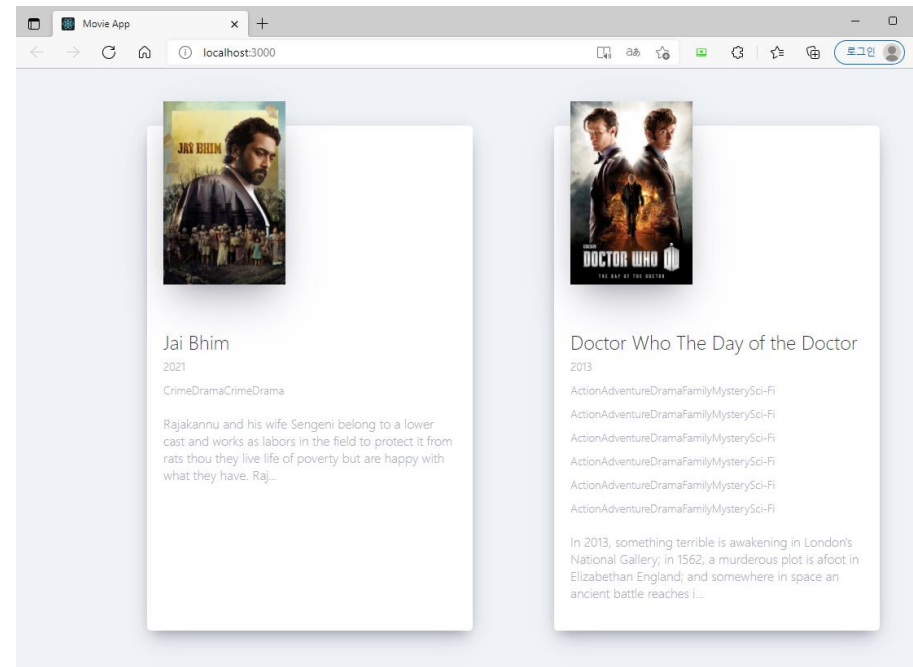 Movie App
localhost:3000
로그인
JAI BHIM
DOCTOR WHO
THE DAY OF THE DOCTOR
Jai Bhim
2021
CrimeDramaCrimeDrama
Rajakannu and his wife Sengeni belong to a lower
cast and works as labors in the field to protect it from
rats thou they live life of poverty but are happy with
what they have. Raj...
Doctor Who The Day of the Doctor
2013
ActionAdventureDramaFamilyMysterySci-Fi
ActionAdventureDramaFamilyMysterySci-Fi
ActionAdventureDramaFamilyMysterySci-Fi
ActionAdventureDramaFamilyMysterySci-Fi
ActionAdventureDramaFamilyMysterySci-Fi
ActionAdventureDramaFamilyMysterySci-Fi
In 2013, something terrible is awakening in London's
National Gallery; in 1562, a murderous plot is afoot in
Elizabethan England; and somewhere in space an
ancient battle reaches i...